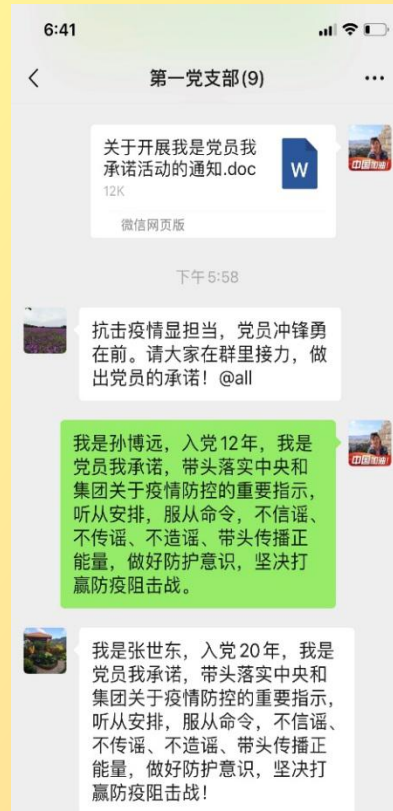 6:41
第一党支部(9)
关于开展我是党员我
承诺活动的通知.doc
W
12K
微信网页版
中国加油!
下午5:58
抗击疫情显担当，党员冲锋勇
在前。请大家在群里接力，做
出党员的承诺！@all
我是孙博远，入党12年，我是
党员我承诺，带头落实中央和
集团关于疫情防控的重要指示，
听从安排，服从命令，不信谣、
不传谣、不造谣、带头传播正
能量，做好防护意识，坚决打
赢防疫阻击战。
中国加油!
我是张世东，入党20年，我是
党员我承诺，带头落实中央和
集团关于疫情防控的重要指示，
听从安排，服从命令，不信谣、
不传谣、不造谣、带头传播正
能量，做好防护意识，坚决打
赢防疫阻击战！